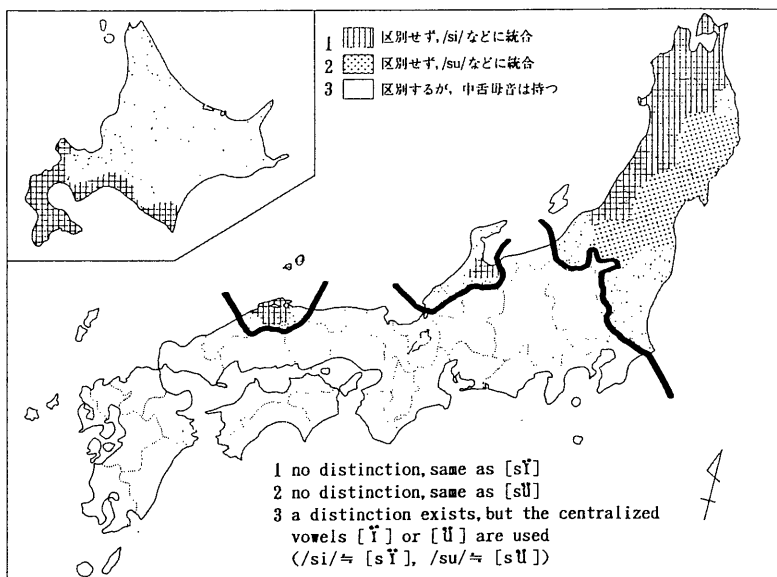 1 区別せず,/si/などに統合
2 区別せず,/su/などに統合
3 区別するが,中舌母音は持つ
1 no distinction,same as [sÏ]
2 no distinction,same as [sÜ]
3 a distinction exists,but the centralized
vowels [Ï] or [Ü] are used
(/si/≒ [sÏ], /su/≒ [sÜ])